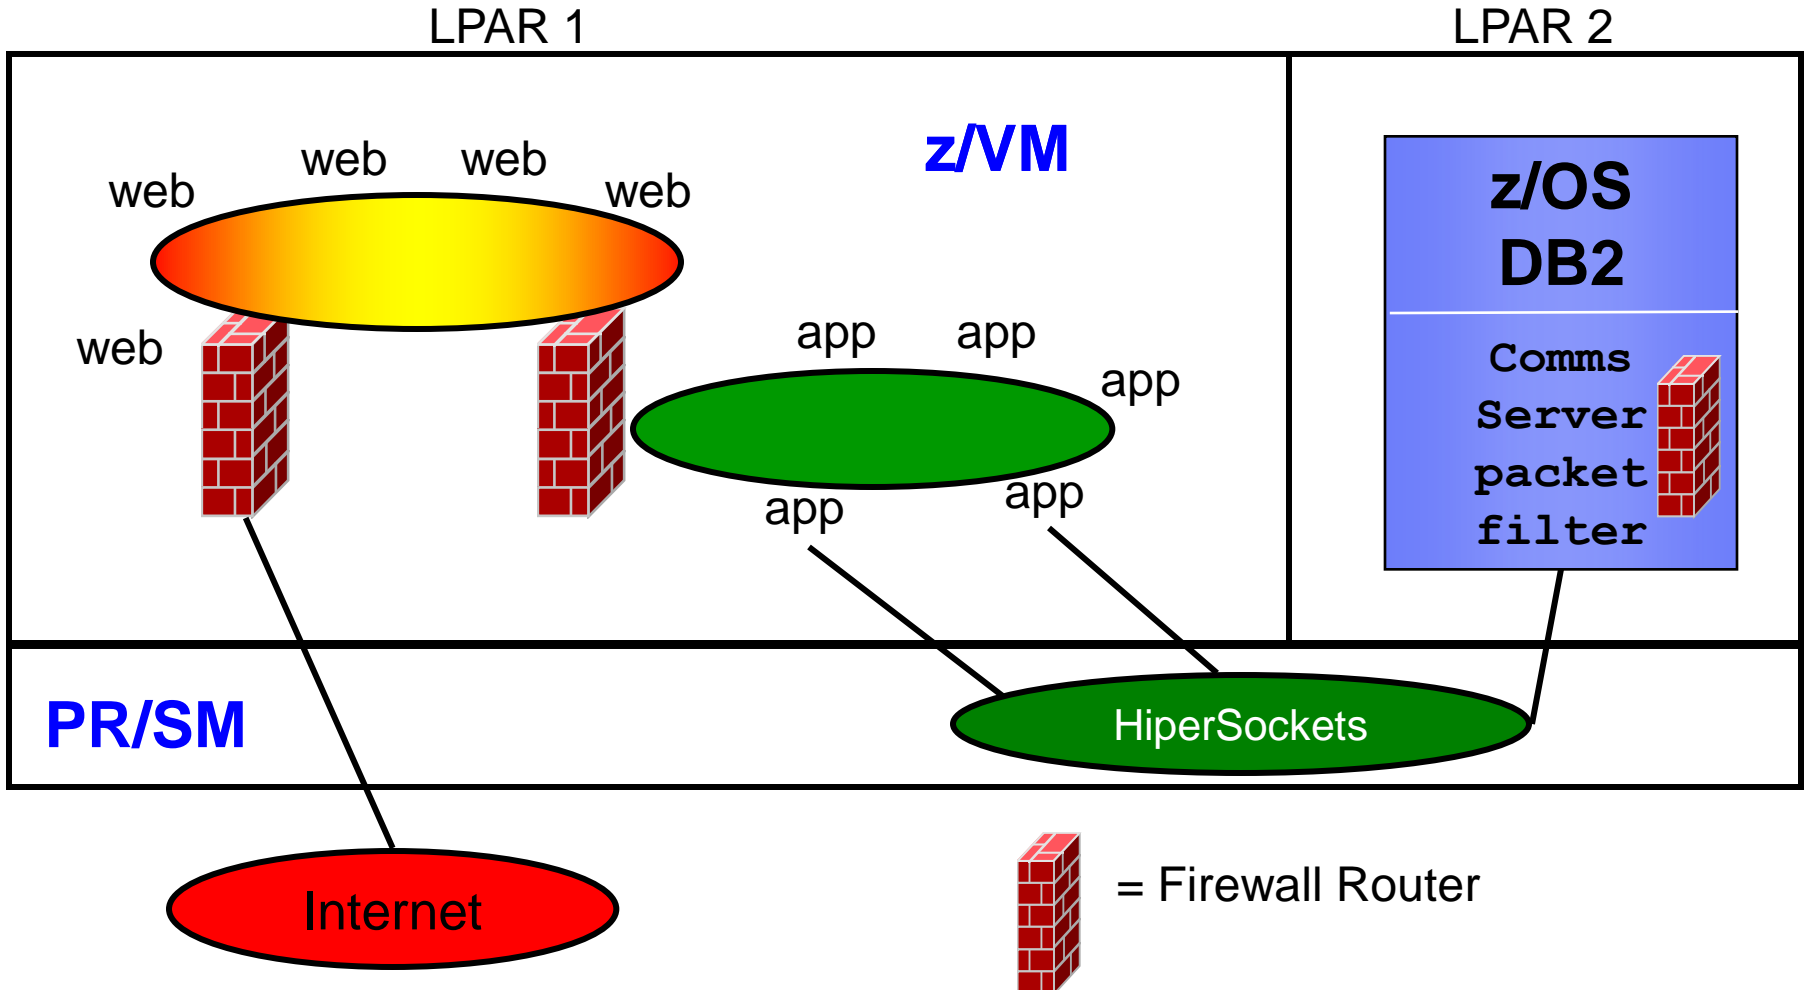 LPAR 1
LPAR 2
z/VM
web
web
web
web
web
z/OS
DB2
Comms
Server
packet
filter
app
app
app
app
app
PR/SM
HiperSockets
Internet
= Firewall Router